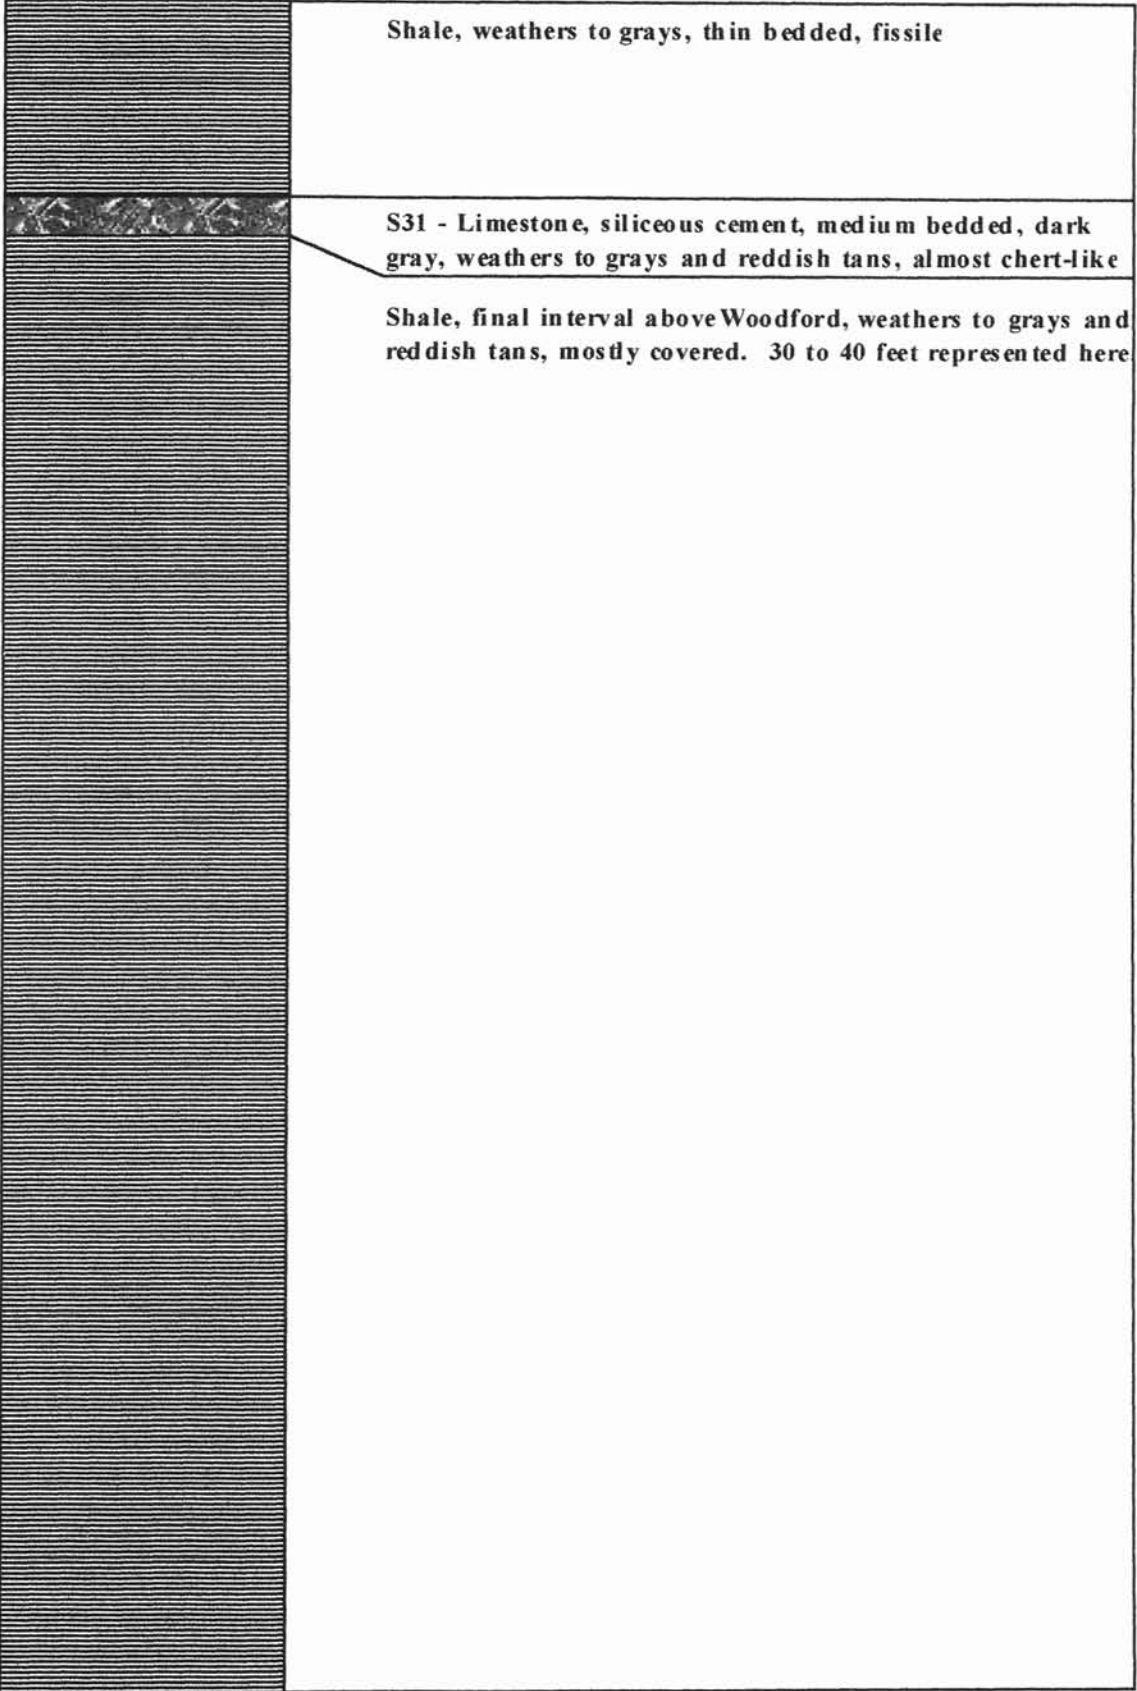 Shale, weathers to grays, thin bedded, fissile
S31 - Limestone, siliceous cement, medium bedded, dark
gray, weathers to grays and reddish tans, almost chert-like
Shale, final interval above Woodford, weathers to grays and
reddish tans, mostly covered. 30 to 40 feet represented here.